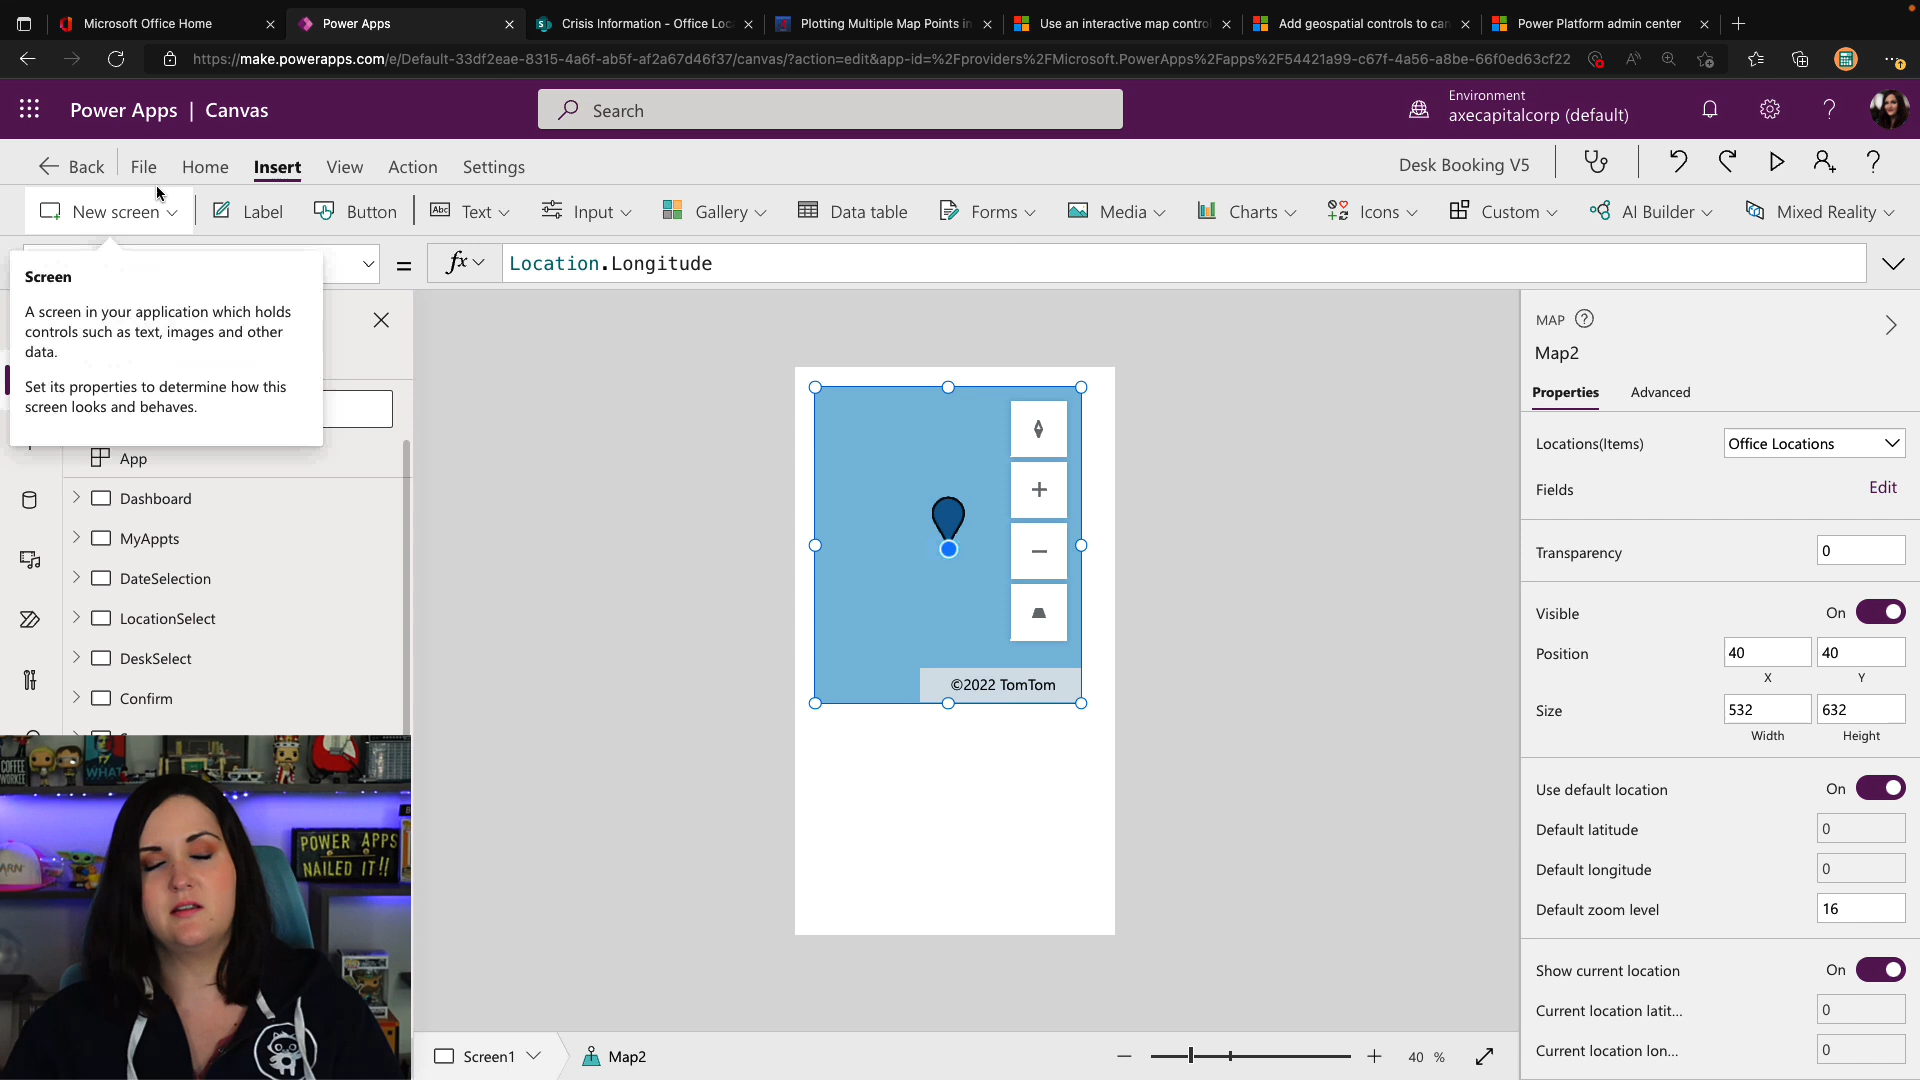 Microsoft Office Home
Power Apps
Crisis Information - Office Loc
Plotting Multiple Map Points in
Use an interactive map contro
Add geospatial controls to can
Power Platform admin center
https://make.powerapps.com/e/Default-33df2eae-8315-4a6f-ab5f-af2a67d46f37/canvas/?action=edit&app-id=%2Fproviders%2FMicrosoft.PowerApps%2Fapps%2F54421a99-c67f-4a56-a8be-66f0ed63cf22
Power Apps | Canvas
Search
Environment
axecapitalcorp (default)
Back
File
Home
Insert
View
Action
Settings
Desk Booking V5
New screen
Label
Button
Abc Text
Input
Gallery
Data table
Forms
Media
Charts
Icons
Custom
AI Builder
Mixed Reality
= fx Location.Longitude
Screen
A screen in your application which holds
controls such as text, images and other
data.
Set its properties to determine how this
screen looks and behaves.
App
Dashboard
MyAppts
DateSelection
LocationSelect
DeskSelect
Confirm
©2022 TomTom
MAP
Map2
Properties
Advanced
Locations(Items)
Office Locations
Fields
Edit
Transparency
0
Visible
On
Position
40
40
X
Y
Size
532
632
Width
Height
Use default location
On
Default latitude
0
Default longitude
0
Default zoom level
16
Show current location
On
Current location latit...
0
Current location lon...
0
COFFEE
WORKEE
WHAT
POWER APPS
NAILED IT!!
Screen1
Map2
40 %